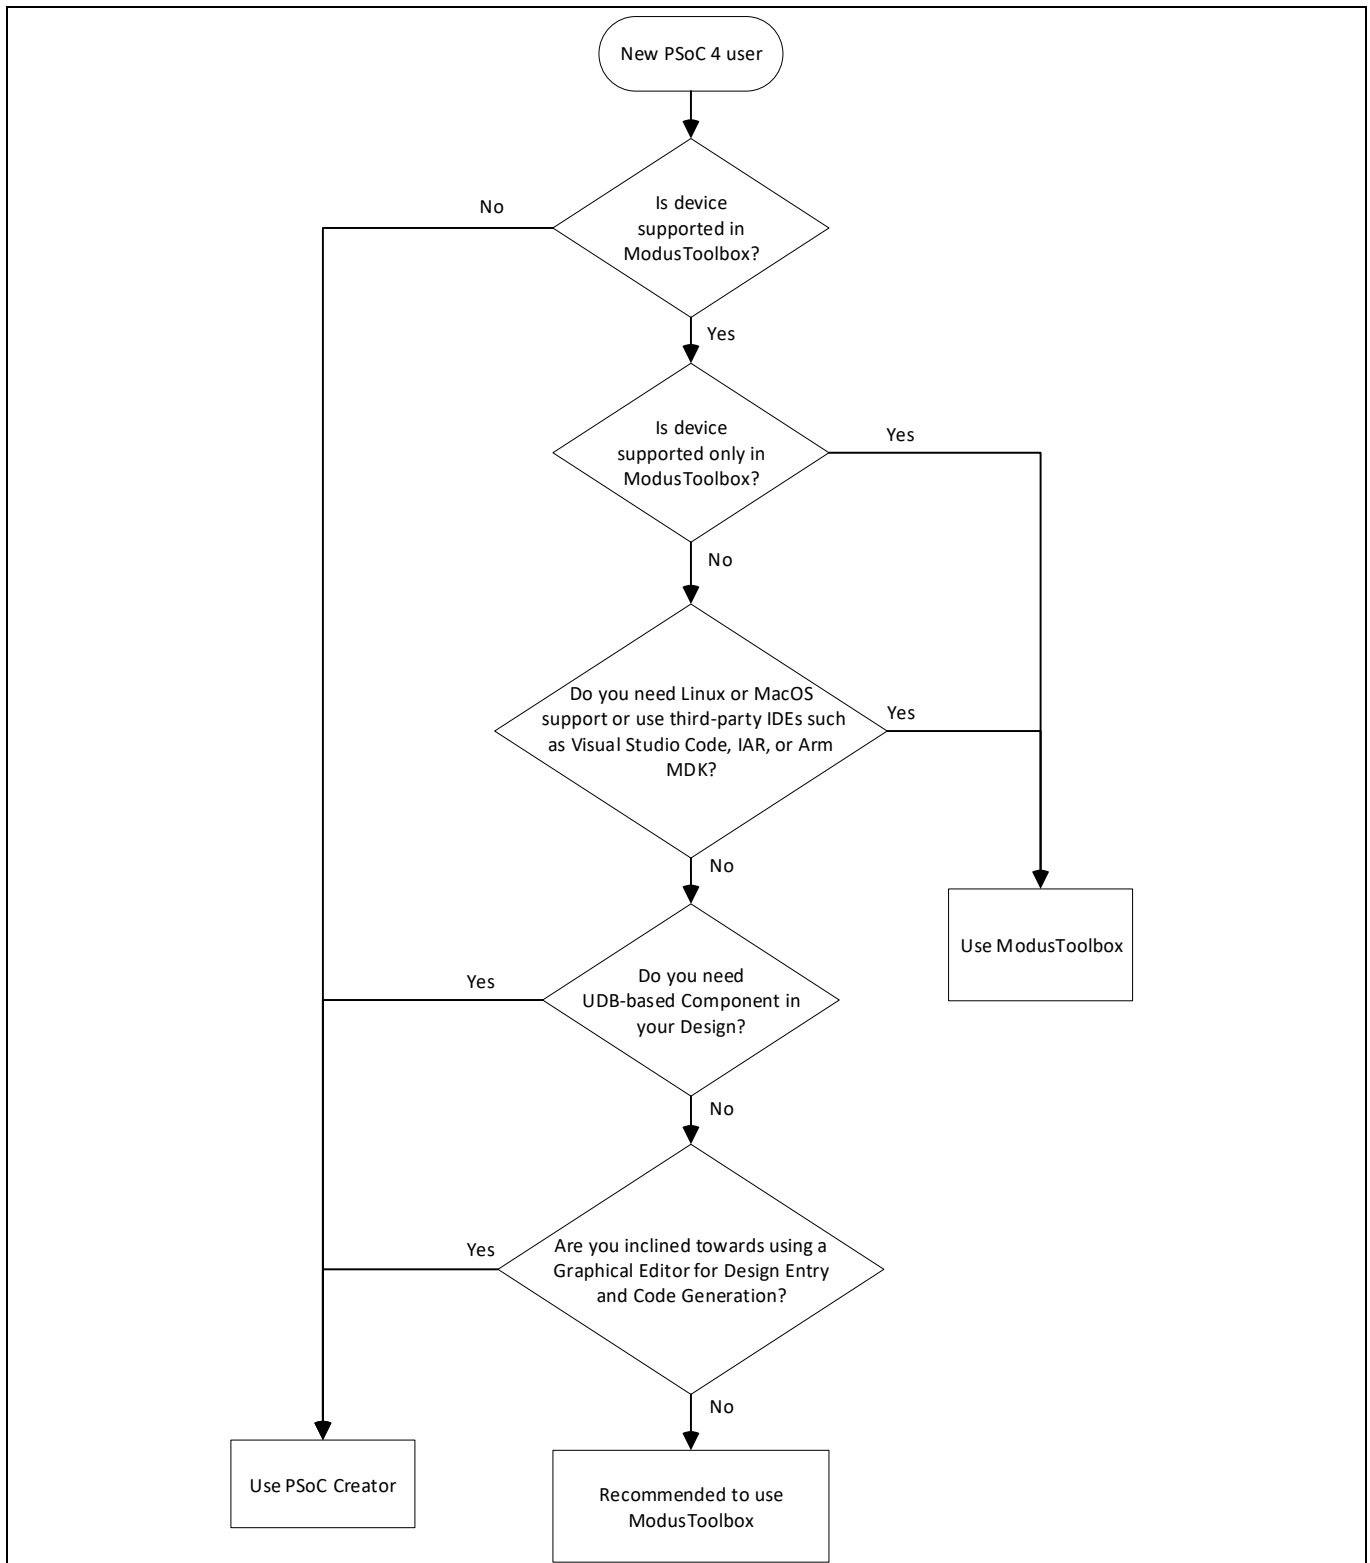 New PSoC 4 user
Is device
supported in
ModusToolbox?
No
Yes
Is device
supported only in
ModusToolbox?
Yes
No
Do you need Linux or MacOS
support or use third-party IDEs such
as Visual Studio Code, IAR, or Arm
MDK?
Yes
No
Use ModusToolbox
Do you need
UDB-based Component in
your Design?
Yes
No
Are you inclined towards using a
Graphical Editor for Design Entry
and Code Generation?
Yes
No
Use PSoC Creator
Recommended to use
ModusToolbox